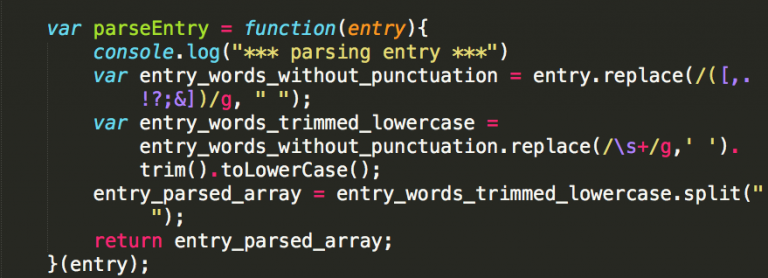 var parseEntry = function(entry){
console.log("*** parsing entry ***")
var entry_words_without_punctuation = entry.replace(/([,.
!?;&])/g, " ");
var entry_words_trimmed_lowercase =
entry_words_without_punctuation.replace(/\s+/g,' ').
trim().toLowerCase();
entry_parsed_array = entry_words_trimmed_lowercase.split("
");
return entry_parsed_array;
}(entry);